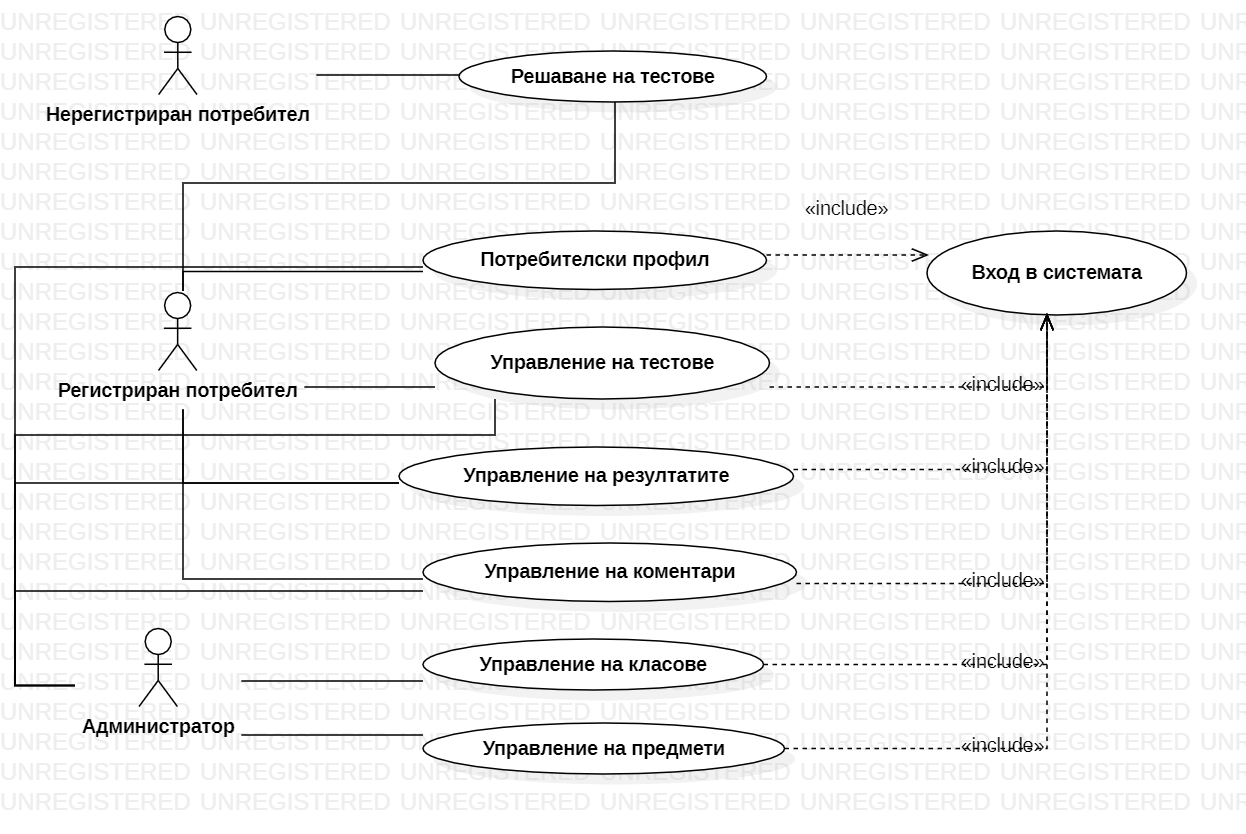 Нерегистриран потребител
Решаване на тестове
«include»
Потребителски профил
Вход в системата
Управление на тестове
Регистриран потребител
«include»
Управление на резултатите
«include»
Управление на коментари
«include»
Управление на класове
«include»
Администратор
Управление на предмети
«include»
UNREGISTERED